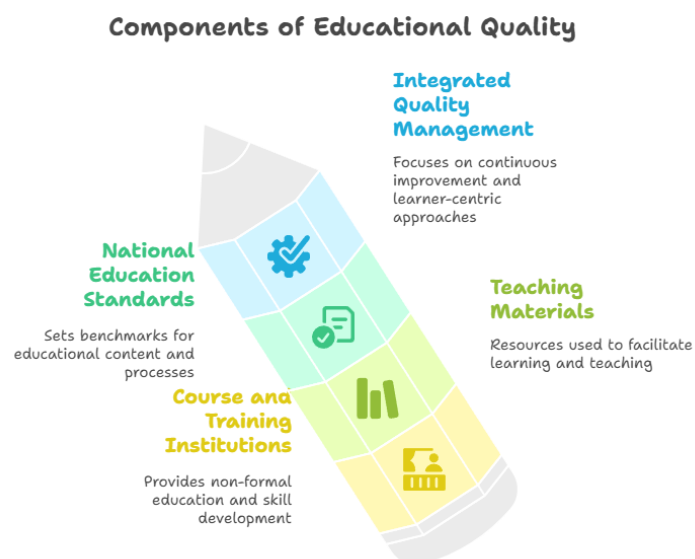 Components of Educational Quality
Integrated
Quality
Management
Focuses on continuous
improvement and
learner-centric
approaches
National
Education
Standards
Sets benchmarks for
educational content and
processes
Teaching
Materials
Resources used to facilitate
learning and teaching
Course and
Training
Institutions
Provides non-formal
education and skill
development